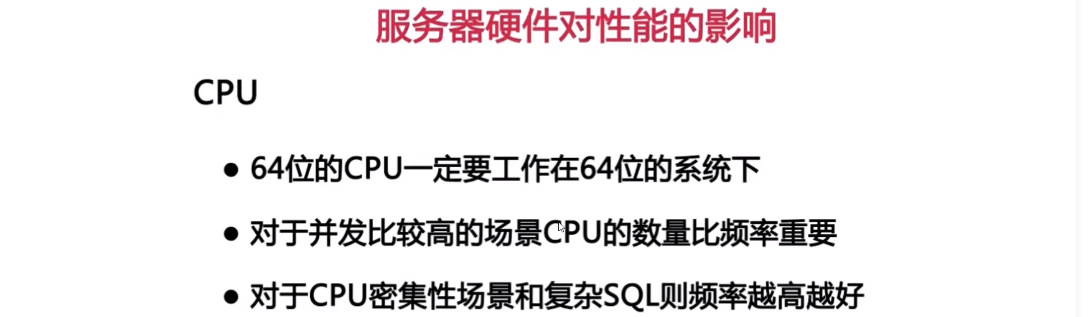 服务器硬件对性能的影响
CPU
● 64位的CPU一定要工作在64位的系统下
● 对于并发比较高的场景CPU的数量比频率重要
● 对于CPU密集性场景和复杂SQL则频率越高越好